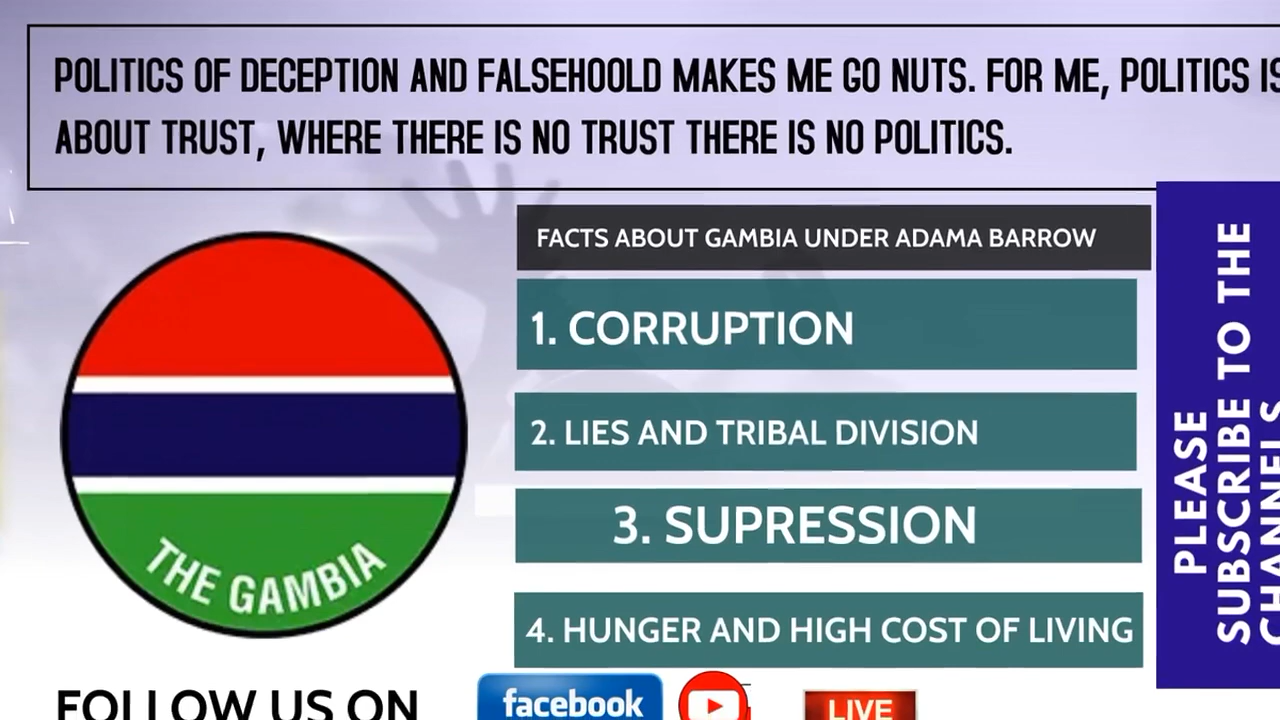 POLITICS OF DECEPTION AND FALSEHOOLD MAKES ME GO NUTS. FOR ME, POLITICS IS
ABOUT TRUST, WHERE THERE IS NO TRUST THERE IS NO POLITICS.
FACTS ABOUT GAMBIA UNDER ADAMA BARROW
1. CORRUPTION
2. LIES AND TRIBAL DIVISION
3. SUPRESSION
4. HUNGER AND HIGH COST OF LIVING
THE GAMBIA
PLEASE
SUBSCRIBE TO THE
CHANNELS
FOLLOW US ON
facebook
LIVE